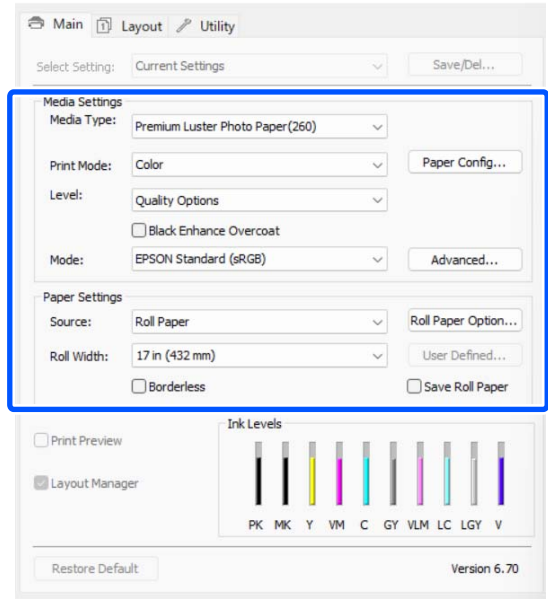 Main Layout Utility
Select Setting: Current Settings Save/Del...
Media Settings
Media Type: Premium Luster Photo Paper(260)
Print Mode: Color Paper Config...
Level: Quality Options
Black Enhance Overcoat
Mode: EPSON Standard (sRGB) Advanced...
Paper Settings
Source: Roll Paper Roll Paper Option...
Roll Width: 17 in (432 mm) User Defined...
Borderless Save Roll Paper
Print Preview
Layout Manager
Ink Levels
PK MK Y VM C GY VLM LC LGY V
Restore Default Version 6.70